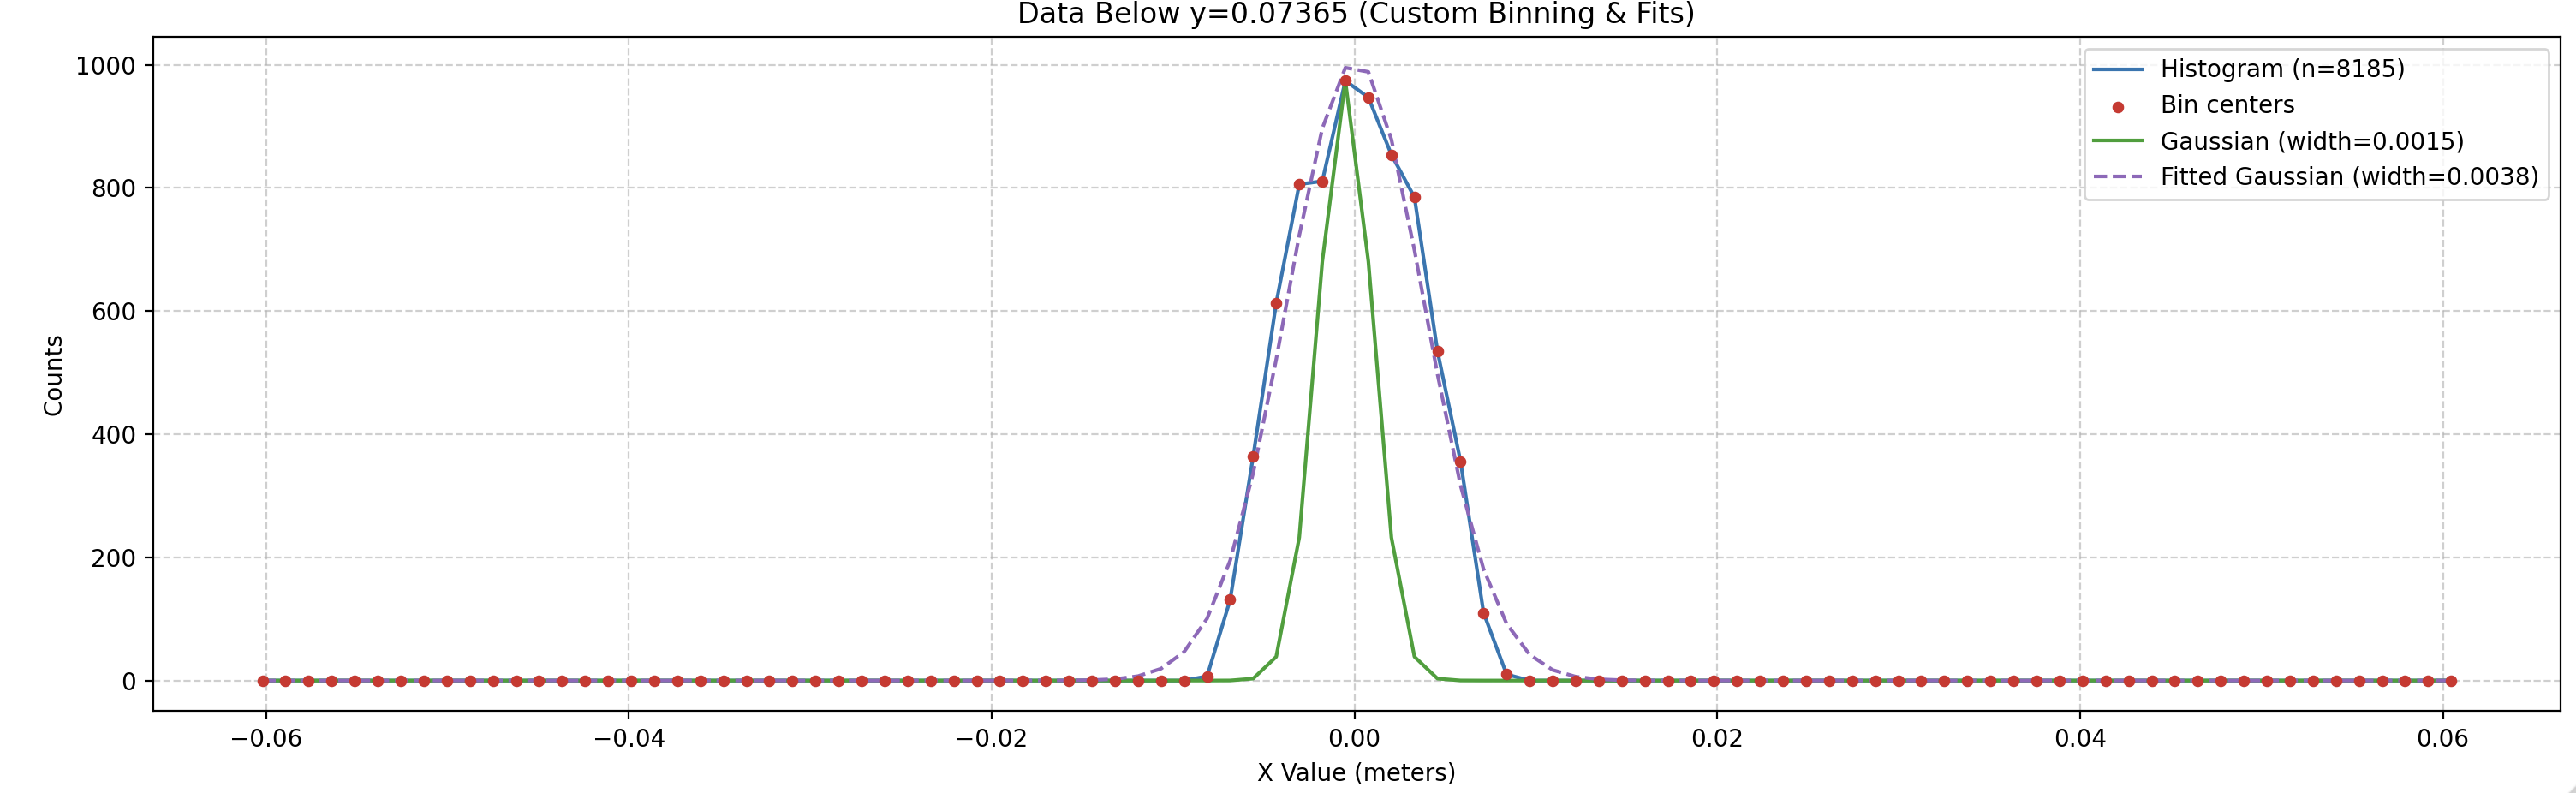 Data Below y=0.07365 (Custom Binning & Fits)
1000
800
600
400
200
0
Counts
Histogram (n=8185)
Bin centers
Gaussian (width=0.0015)
Fitted Gaussian (width=0.0038)
−0.06 −0.04 −0.02 0.00 0.02 0.04 0.06
X Value (meters)